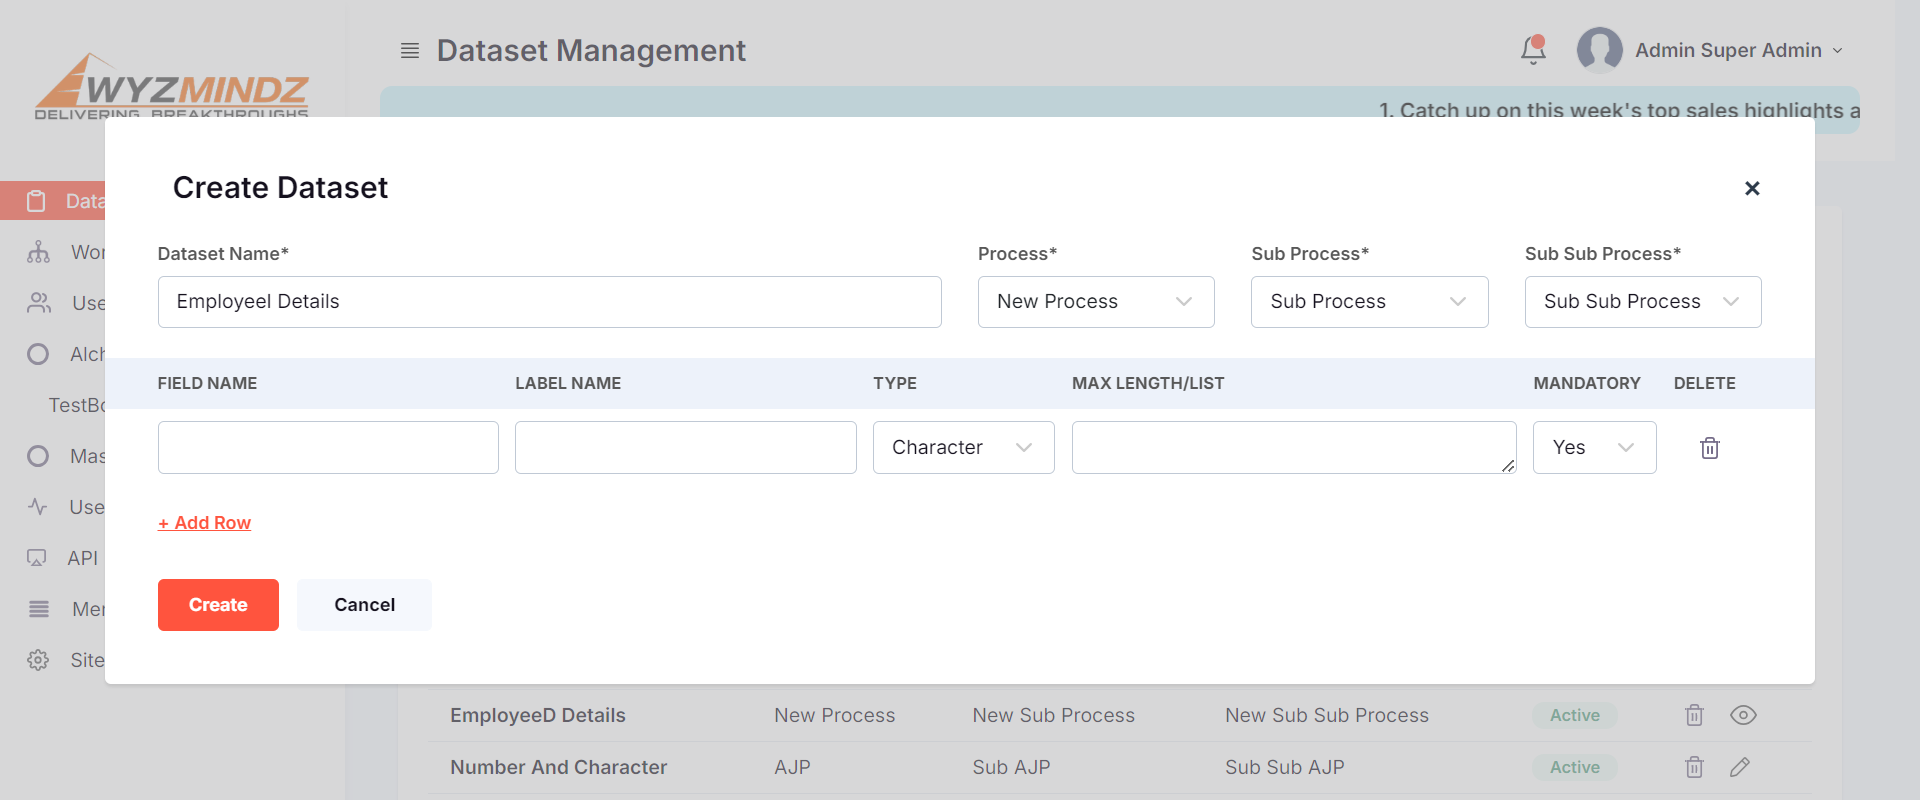 WYZMINDZ
DELIVERING BREAKTHROUGHS
Dataset Management
Admin Super Admin
1. Catch up on this week's top sales highlights a
Data
Wor
Use
Alch
TestBo
Mas
Use
API
Mer
Site
Create Dataset
Dataset Name* Process* Sub Process* Sub Sub Process*
EmployeeI Details New Process Sub Process Sub Sub Process
FIELD NAME LABEL NAME TYPE MAX LENGTH/LIST MANDATORY DELETE
Character Yes
+ Add Row
Create Cancel
EmployeeD Details New Process New Sub Process New Sub Sub Process Active
Number And Character AJP Sub AJP Sub Sub AJP Active